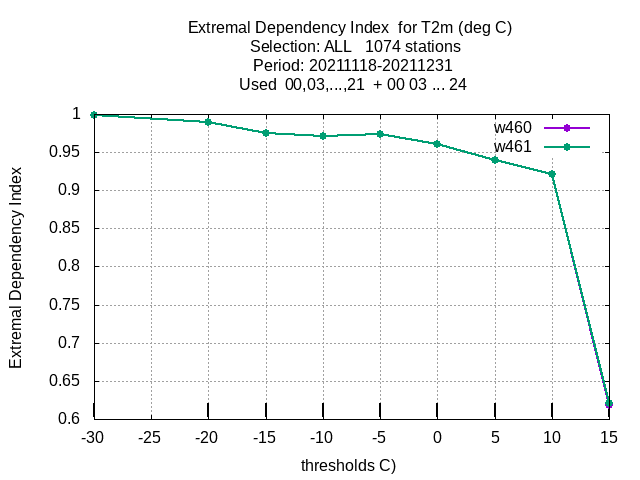 Extremal Dependency Index  for T2m (deg C)
Selection: ALL   1074 stations
Period: 20211118-20211231
Used  00,03,...,21  + 00 03 ... 24
1
0.95
0.9
0.85
0.8
0.75
0.7
0.65
0.6
Extremal Dependency Index
w460
w461
-30 -25 -20 -15 -10 -5 0 5 10 15
thresholds C)